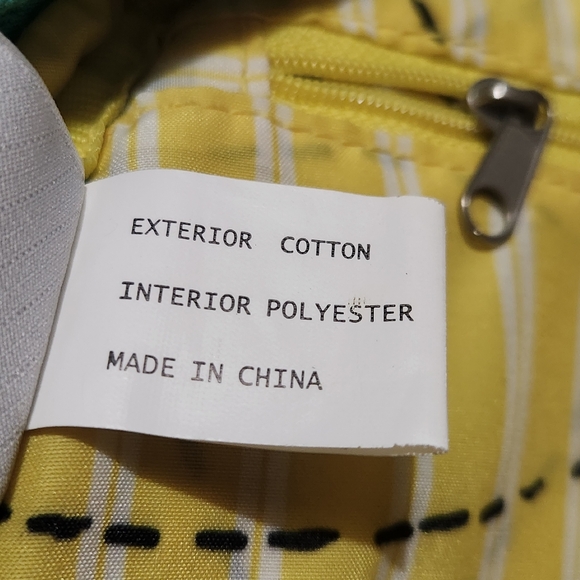 EXTERIOR COTTON
INTERIOR POLYESTER
MADE IN CHINA